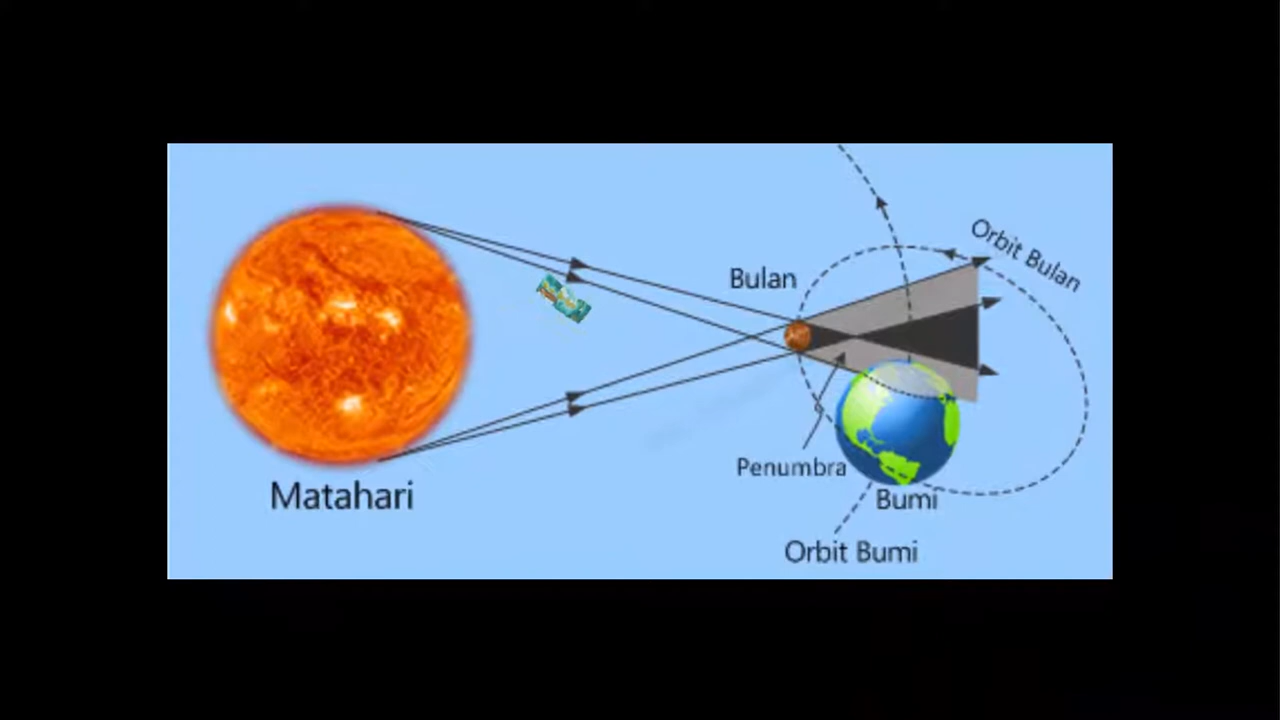 Orbit Bulan
Bulan
Matahari
Penumbra
Bumi
Orbit Bumi